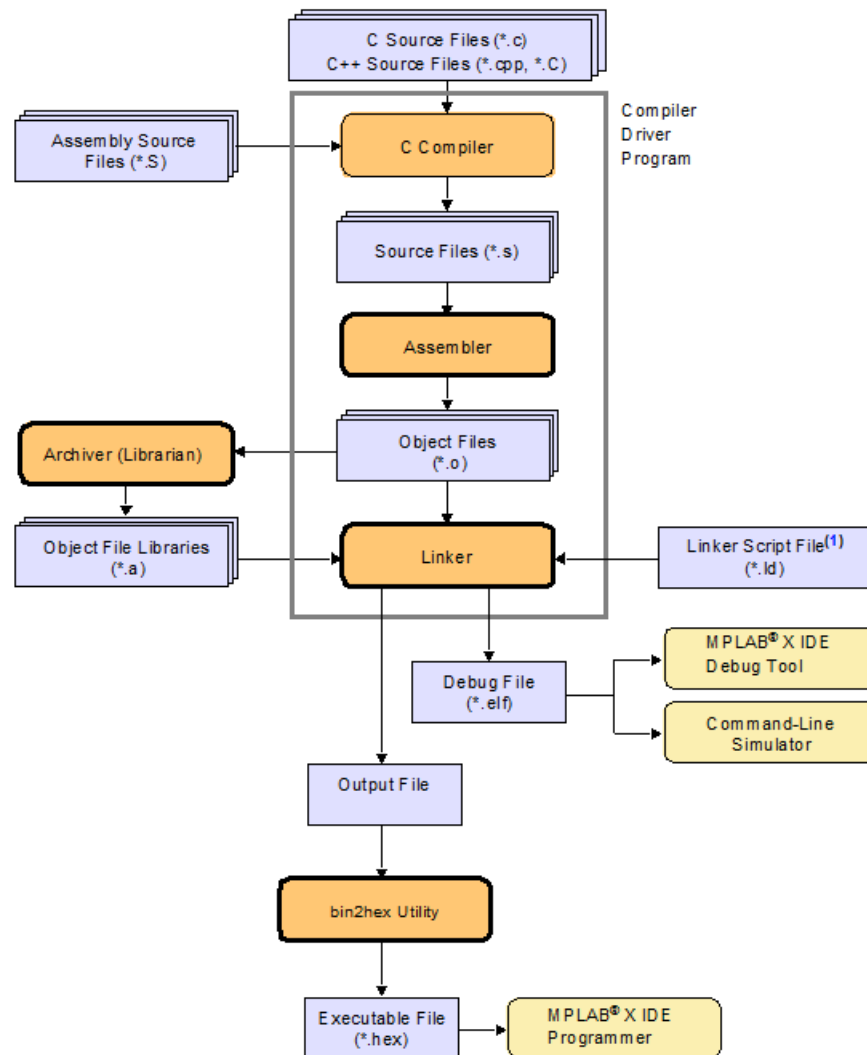 C Source Files (*.c)
C++ Source Files (*.cpp, *.C)
Compiler
Driver
Program
Assembly Source
Files (*.S)
C Compiler
Source Files (*.s)
Assembler
Archiver (Librarian)
Object Files
(*.o)
Object File Libraries
(*.a)
Linker
Linker Script File(1)
(*.ld)
MPLAB® X IDE
Debug Tool
Debug File
(*.elf)
Command-Line
Simulator
Output File
bin2hex Utility
Executable File
(*.hex)
MPLAB® X IDE
Programmer